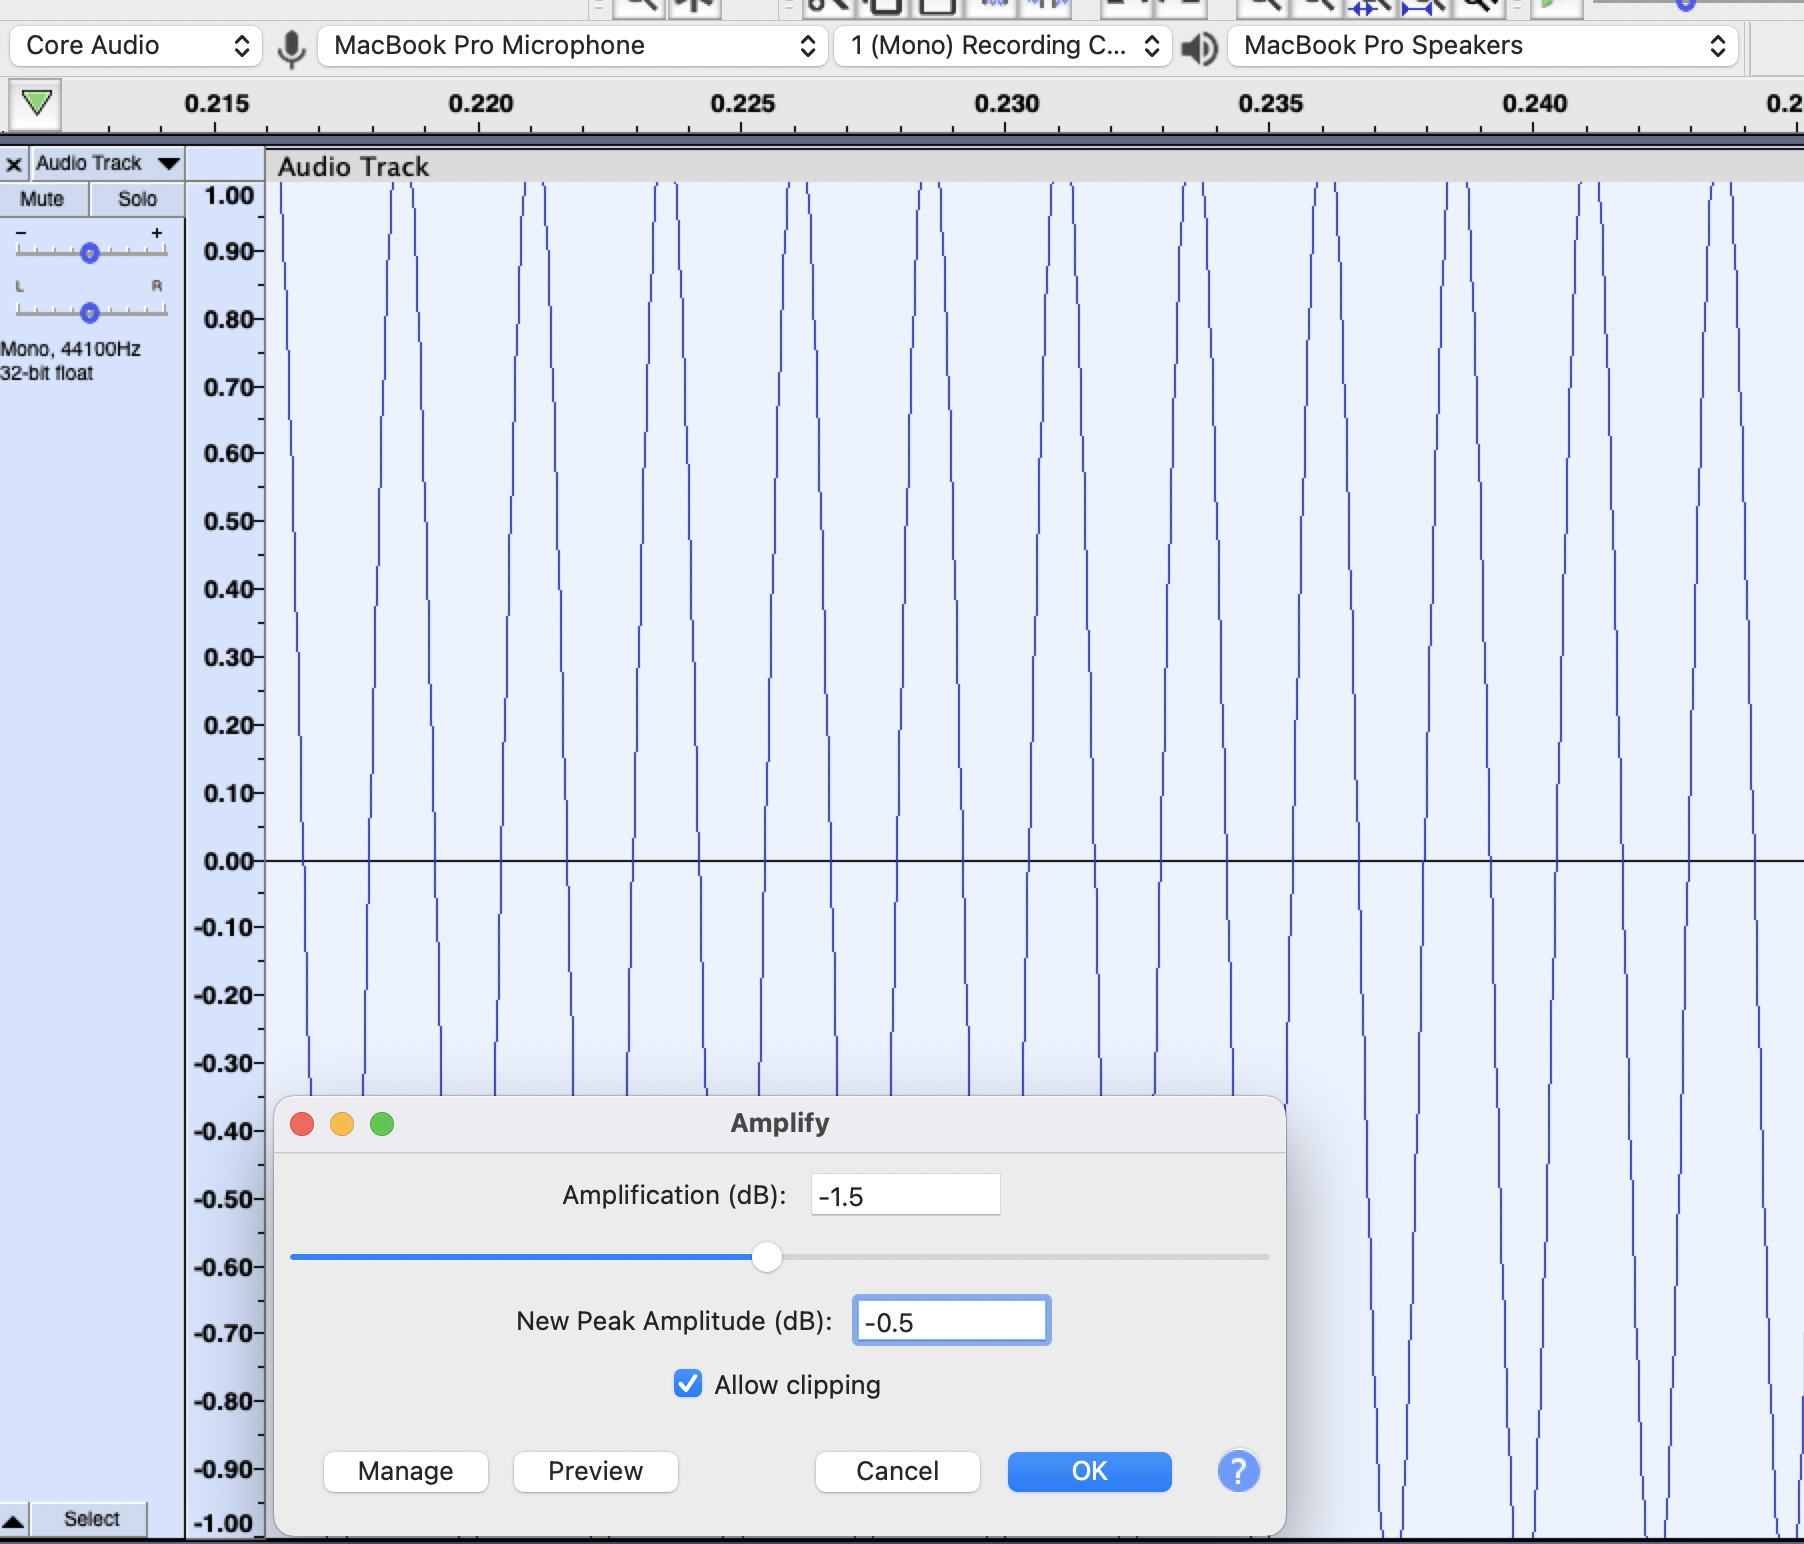 Core Audio MacBook Pro Microphone 1 (Mono) Recording C... MacBook Pro Speakers
0.215 0.220 0.225 0.230 0.235 0.240
Audio Track Audio Track
Mute Solo
- +
L R
Mono, 44100Hz
32-bit float
1.00
0.90
0.80
0.70
0.60
0.50
0.40
0.30
0.20
0.10
0.00
-0.10
-0.20
-0.30
-0.40
-0.50
-0.60
-0.70
-0.80
-0.90
-1.00
Select
Amplify
Amplification (dB): -1.5
New Peak Amplitude (dB): -0.5
Allow clipping
Manage Preview Cancel OK ?